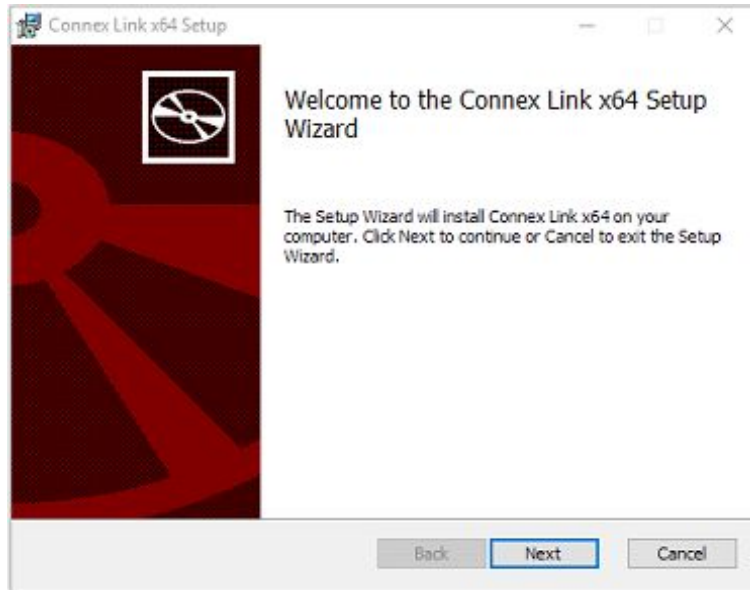 Connex Link x64 Setup
Welcome to the Connex Link x64 Setup
Wizard
The Setup Wizard will install Connex Link x64 on your
computer. Click Next to continue or Cancel to exit the Setup
Wizard.
Back
Next
Cancel